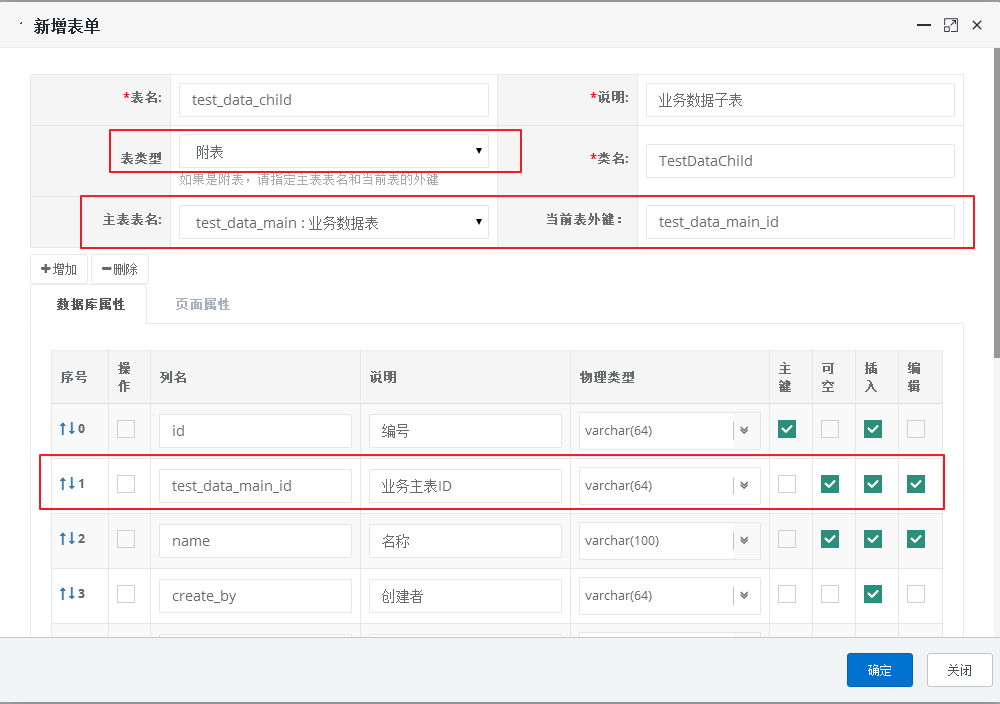 新增表单
*表名: test_data_child *说明: 业务数据子表
表类型 附表 *类名: TestDataChild
如果是附表，请指定主表表名和当前表的外键
主表表名: test_data_main : 业务数据表 当前表外键： test_data_main_id
增加 删除
数据库属性 页面属性
序号 操作 列名 说明 物理类型 主键 可空 插入 编辑
0 id 编号 varchar(64)
1 test_data_main_id 业务主表ID varchar(64)
2 name 名称 varchar(100)
3 create_by 创建者 varchar(64)
确定 关闭